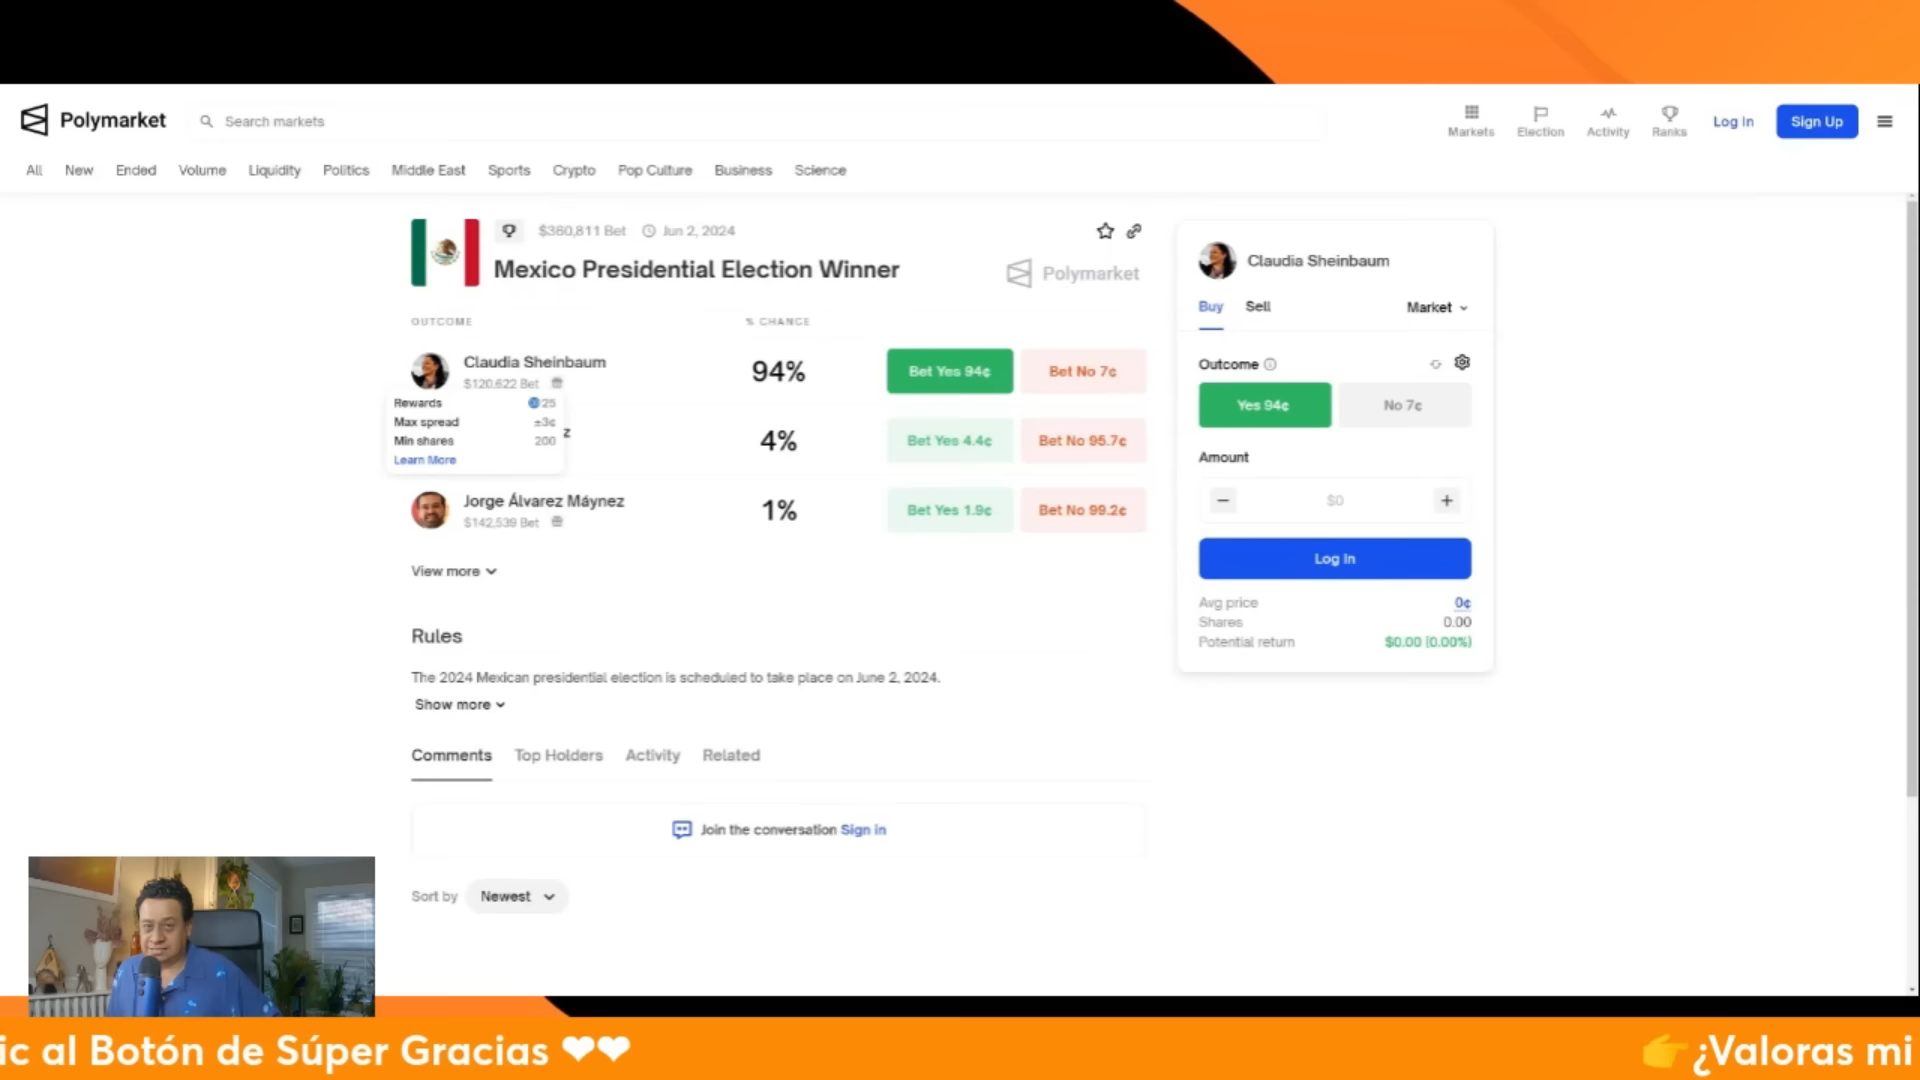 Polymarket
Search markets
Markets
Election
Activity
Ranks
Log In
Sign Up
All
New
Ended
Volume
Liquidity
Politics
Middle East
Sports
Crypto
Pop Culture
Business
Science
$360,811 Bet
Jun 2, 2024
Mexico Presidential Election Winner
Polymarket
OUTCOME
% CHANCE
Claudia Sheinbaum
$120,622 Bet
94%
Bet Yes 94¢
Bet No 7¢
Rewards
25
Max spread
±3¢
Min shares
200
Learn More
z
4%
Bet Yes 4.4¢
Bet No 95.7¢
Jorge Álvarez Máynez
$142,539 Bet
1%
Bet Yes 1.9¢
Bet No 99.2¢
View more
Rules
The 2024 Mexican presidential election is scheduled to take place on June 2, 2024.
Show more
Comments
Top Holders
Activity
Related
Join the conversation Sign in
Sort by
Newest
Claudia Sheinbaum
Buy
Sell
Market
Outcome
Yes 94¢
No 7¢
Amount
$0
Log In
Avg price
0¢
Shares
0.00
Potential return
$0.00 (0.00%)
ic al Botón de Súper Gracias ❤❤
👉¿Valoras mi